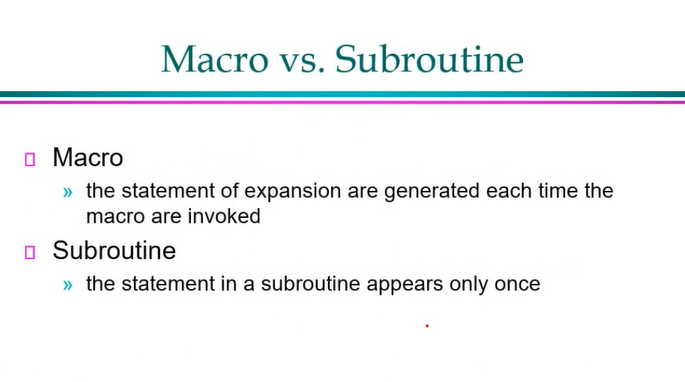 Macro vs. Subroutine
Macro
» the statement of expansion are generated each time the
macro are invoked
Subroutine
» the statement in a subroutine appears only once